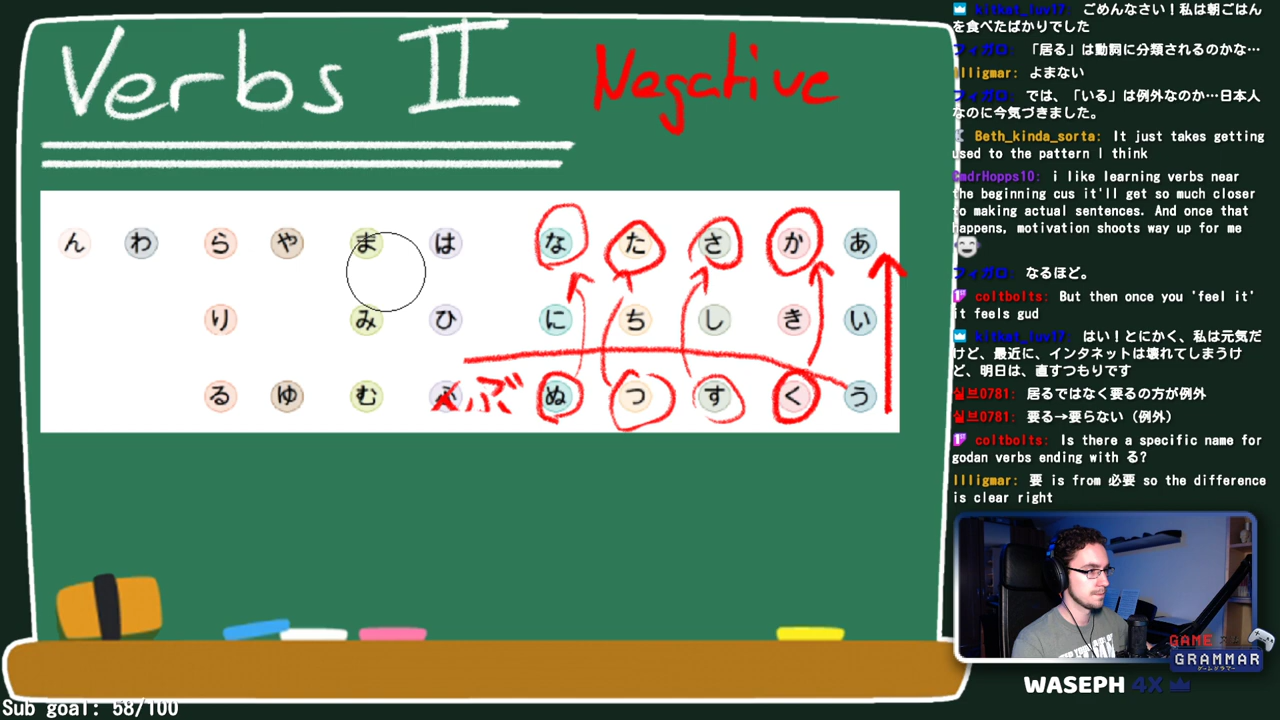 Verbs II Negative
ん わ ら や ま は な た さ か あ
り み ひ に ち し き い
る ゆ む ふ ぶ ぬ つ す く う
Sub goal: 58/100
kitket_luv17: ごめんなさい！私は朝ごはん
を食べたばかりでした
フィガロ: 「居る」は動詞に分類されるのかな…
Illigmar: よまない
フィガロ: では、「いる」は例外なのか…日本人
なのに今気づきました。
Beth_kinda_sorta: It just takes getting
used to the pattern I think
CmdrHopps10: i like learning verbs near
the beginning cus it'll get so much closer
to making actual sentences. And once that
happens, motivation shoots way up for me
フィガロ: なるほど。
coltbolts: But then once you 'feel it'
it feels gud
kitket_luv17: はい！とにかく、私は元気だ
けど、最近に、インタネットは壊れてしまうけ
ど、明日は、直すつもりです
실브0781: 居るではなく要るの方が例外
실브0781: 要る→要らない（例外）
coltbolts: Is there a specific name for
godan verbs ending with る?
Illigmar: 要 is from 必要 so the difference
is clear right
GAME
GRAMMAR
ゲームグラマー
WASEPH 4X